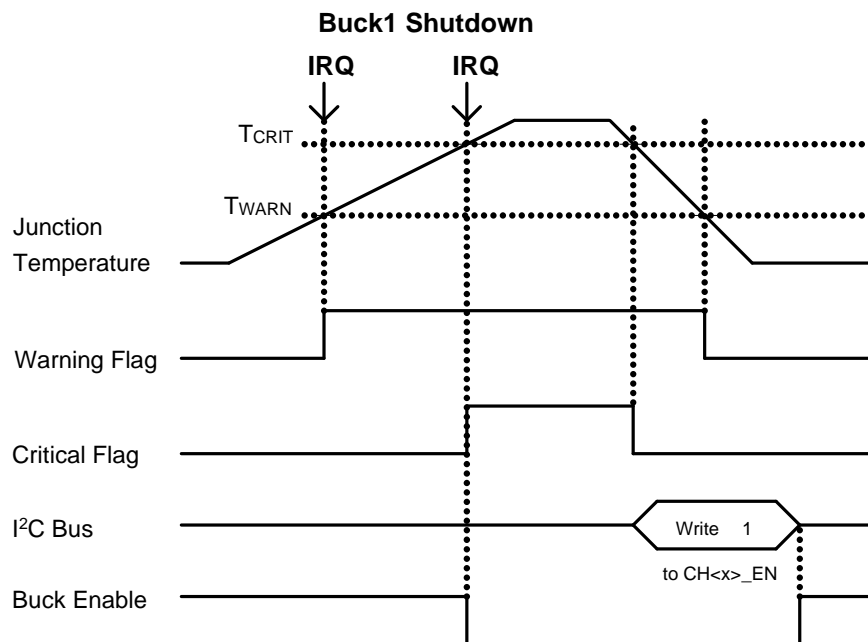 Buck1 Shutdown
IRQ IRQ
TCRIT
TWARN
Junction
Temperature
Warning Flag
Critical Flag
I²C Bus
Write 1
to CH<x>_EN
Buck Enable